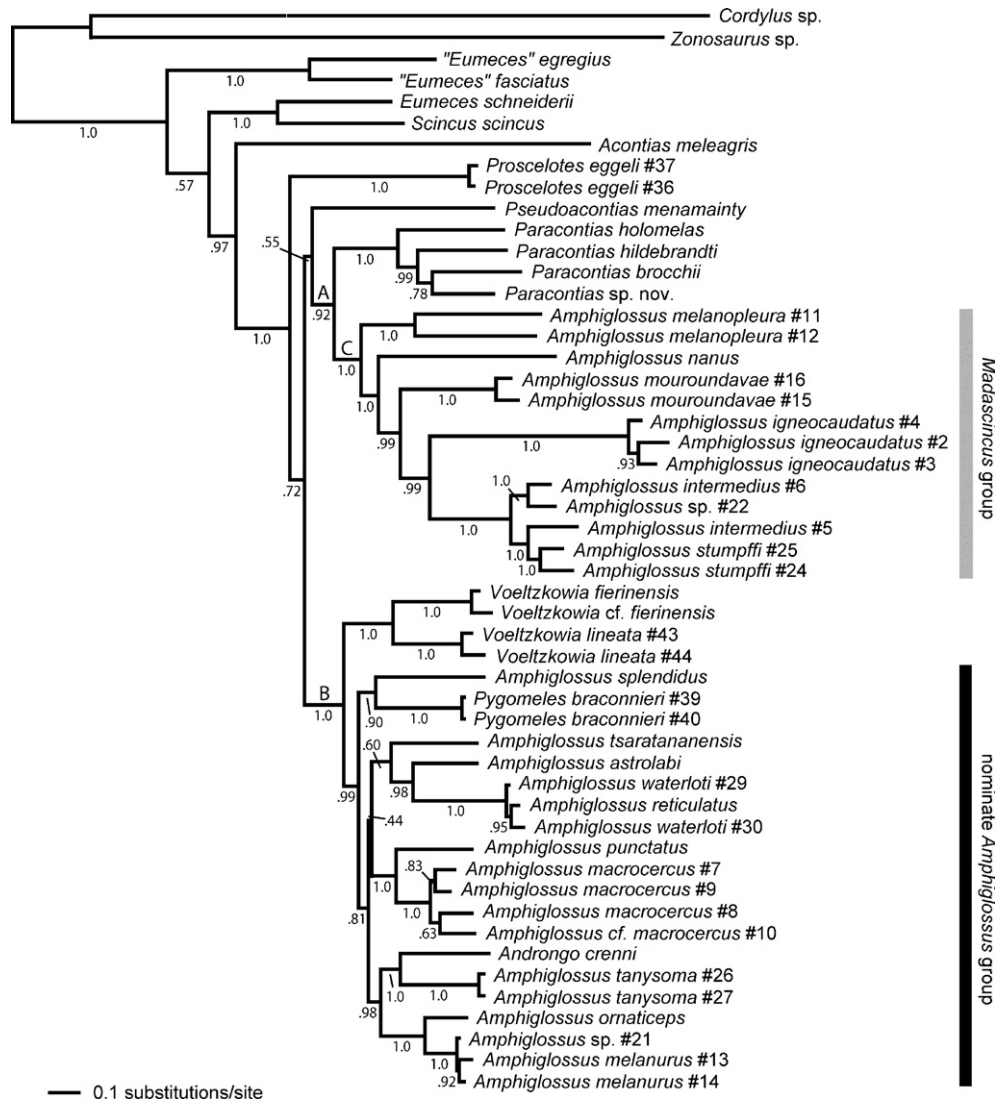 Cordylus sp.
Zonosaurus sp.
"Eumeces" egregius
1.0
"Eumeces" fasciatus
Eumeces schneiderii
1.0
1.0
Scincus scincus
Acontias meleagris
.57
Proscelotes eggeli #37
1.0
Proscelotes eggeli #36
Pseudoacontias menamainty
Paracontias holomelas
.97
.55
1.0
Paracontias hildebrandti
.99
Paracontias brocchii
A
.78
Paracontias sp. nov.
.92
Amphiglossus melanopleura #11
1.0
1.0
Amphiglossus melanopleura #12
C
1.0
Amphiglossus nanus
Amphiglossus mouroundavae #16
1.0
1.0
Amphiglossus mouroundavae #15
Amphiglossus igneocaudatus #4
.99
1.0
Amphiglossus igneocaudatus #2
.93
Amphiglossus igneocaudatus #3
.72
.99
1.0
Amphiglossus intermedius #6
Amphiglossus sp. #22
1.0
Amphiglossus intermedius #5
1.0
Amphiglossus stumpffi #25
1.0
Amphiglossus stumpffi #24
Madascincus group
Voeltzkowia fierinensis
1.0
Voeltzkowia cf. fierinensis
1.0
Voeltzkowia lineata #43
1.0
Voeltzkowia lineata #44
B
1.0
Amphiglossus splendidus
Pygomeles braconnieri #39
.90
1.0
Pygomeles braconnieri #40
.60
Amphiglossus tsaratananensis
Amphiglossus astrolabi
.99
.98
Amphiglossus waterloti #29
1.0
Amphiglossus reticulatus
.44
.95
Amphiglossus waterloti #30
Amphiglossus punctatus
.83
Amphiglossus macrocercus #7
1.0
Amphiglossus macrocercus #9
1.0
Amphiglossus macrocercus #8
.81
.63
Amphiglossus cf. macrocercus #10
Androngo crenni
1.0
1.0
Amphiglossus tanysoma #26
Amphiglossus tanysoma #27
.98
Amphiglossus ornaticeps
1.0
Amphiglossus sp. #21
1.0
Amphiglossus melanurus #13
.92
Amphiglossus melanurus #14
nominate Amphiglossus group
0.1 substitutions/site